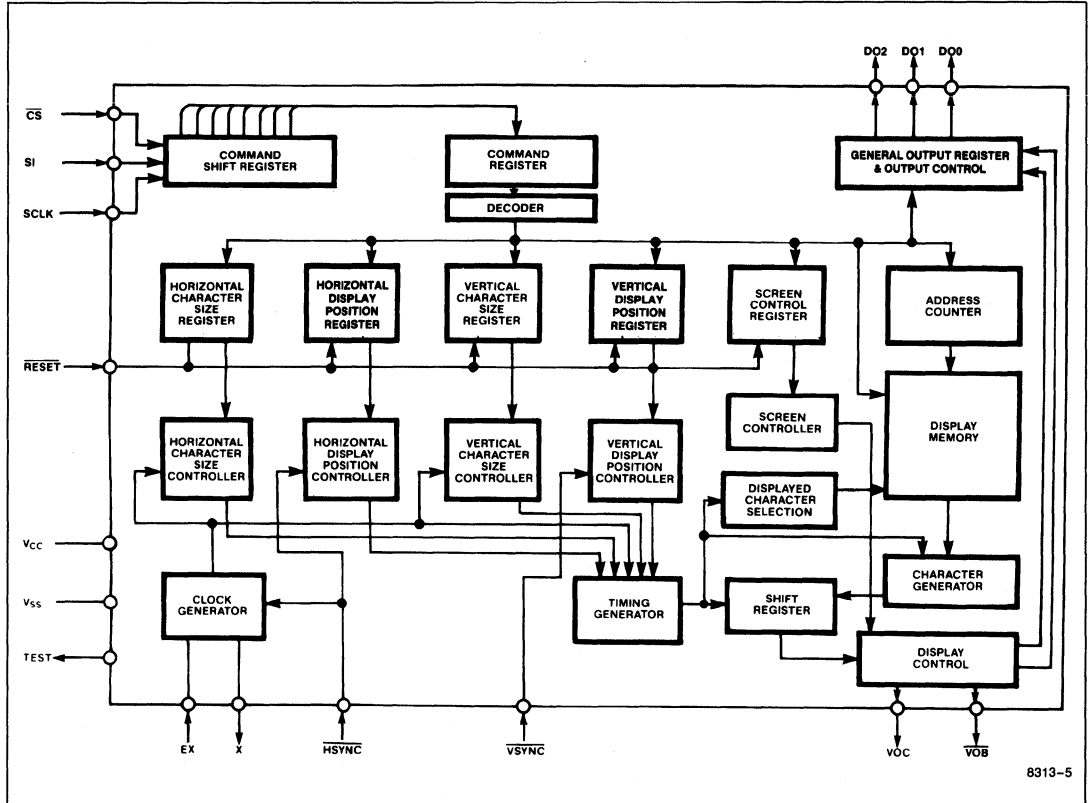 DO2 DO1 DO0
CS
SI
SCLK
COMMAND
SHIFT REGISTER
COMMAND
REGISTER
DECODER
GENERAL OUTPUT REGISTER
& OUTPUT CONTROL
HORIZONTAL
CHARACTER
SIZE
REGISTER
HORIZONTAL
DISPLAY
POSITION
REGISTER
VERTICAL
CHARACTER
SIZE
REGISTER
VERTICAL
DISPLAY
POSITION
REGISTER
SCREEN
CONTROL
REGISTER
ADDRESS
COUNTER
RESET
HORIZONTAL
CHARACTER
SIZE
CONTROLLER
HORIZONTAL
DISPLAY
POSITION
CONTROLLER
VERTICAL
CHARACTER
SIZE
CONTROLLER
VERTICAL
DISPLAY
POSITION
CONTROLLER
SCREEN
CONTROLLER
DISPLAY
MEMORY
DISPLAYED
CHARACTER
SELECTION
VCC
VSS
TEST
CLOCK
GENERATOR
TIMING
GENERATOR
SHIFT
REGISTER
CHARACTER
GENERATOR
DISPLAY
CONTROL
EX X HSYNC VSYNC VOC VOB
8313-5